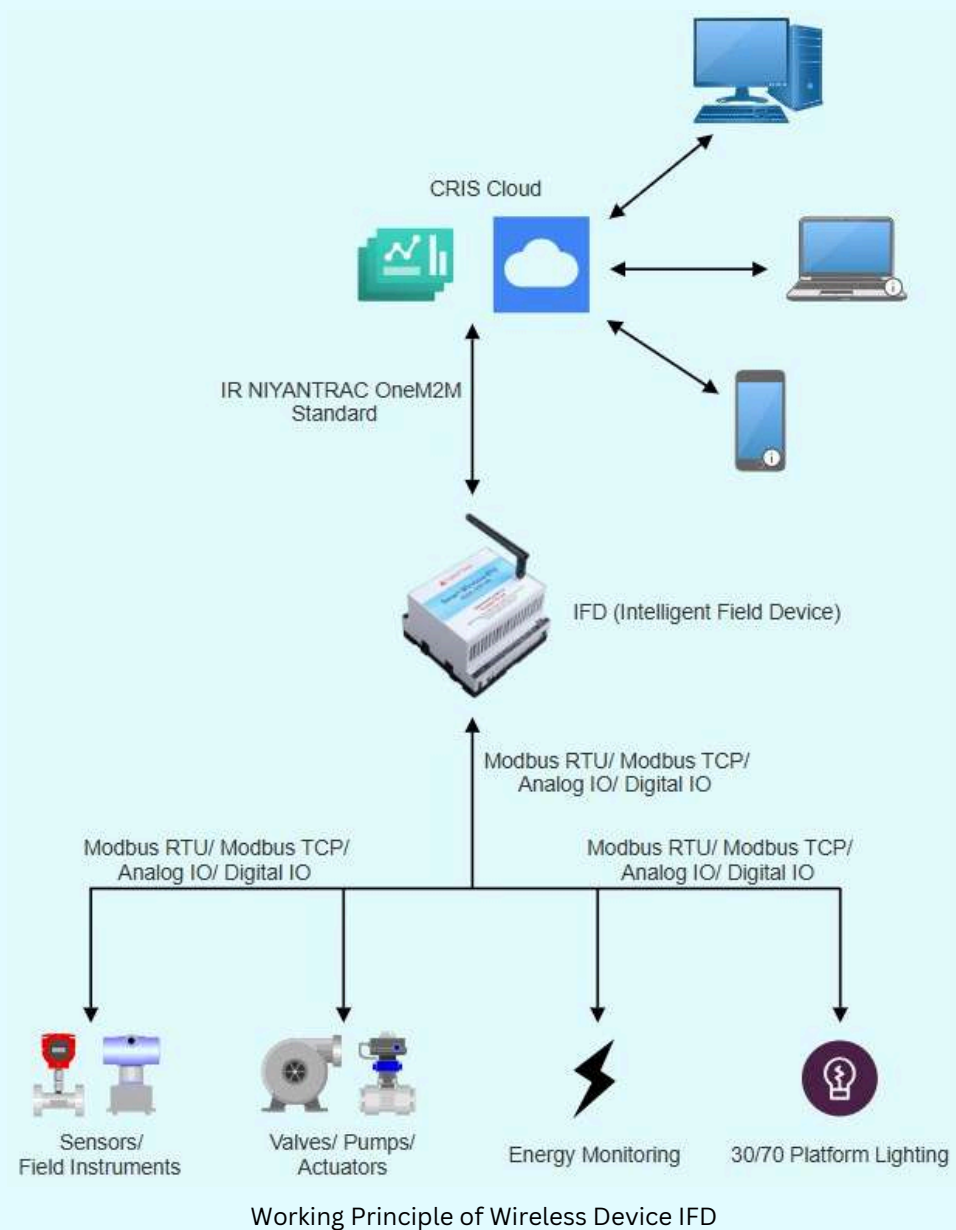 CRIS Cloud
IR NIYANTRAC OneM2M
Standard
IFD (Intelligent Field Device)
Modbus RTU/ Modbus TCP/
Analog IO/ Digital IO
Modbus RTU/ Modbus TCP/
Analog IO/ Digital IO
Modbus RTU/ Modbus TCP/
Analog IO/ Digital IO
Sensors/
Field Instruments
Valves/ Pumps/
Actuators
Energy Monitoring
30/70 Platform Lighting
Working Principle of Wireless Device IFD